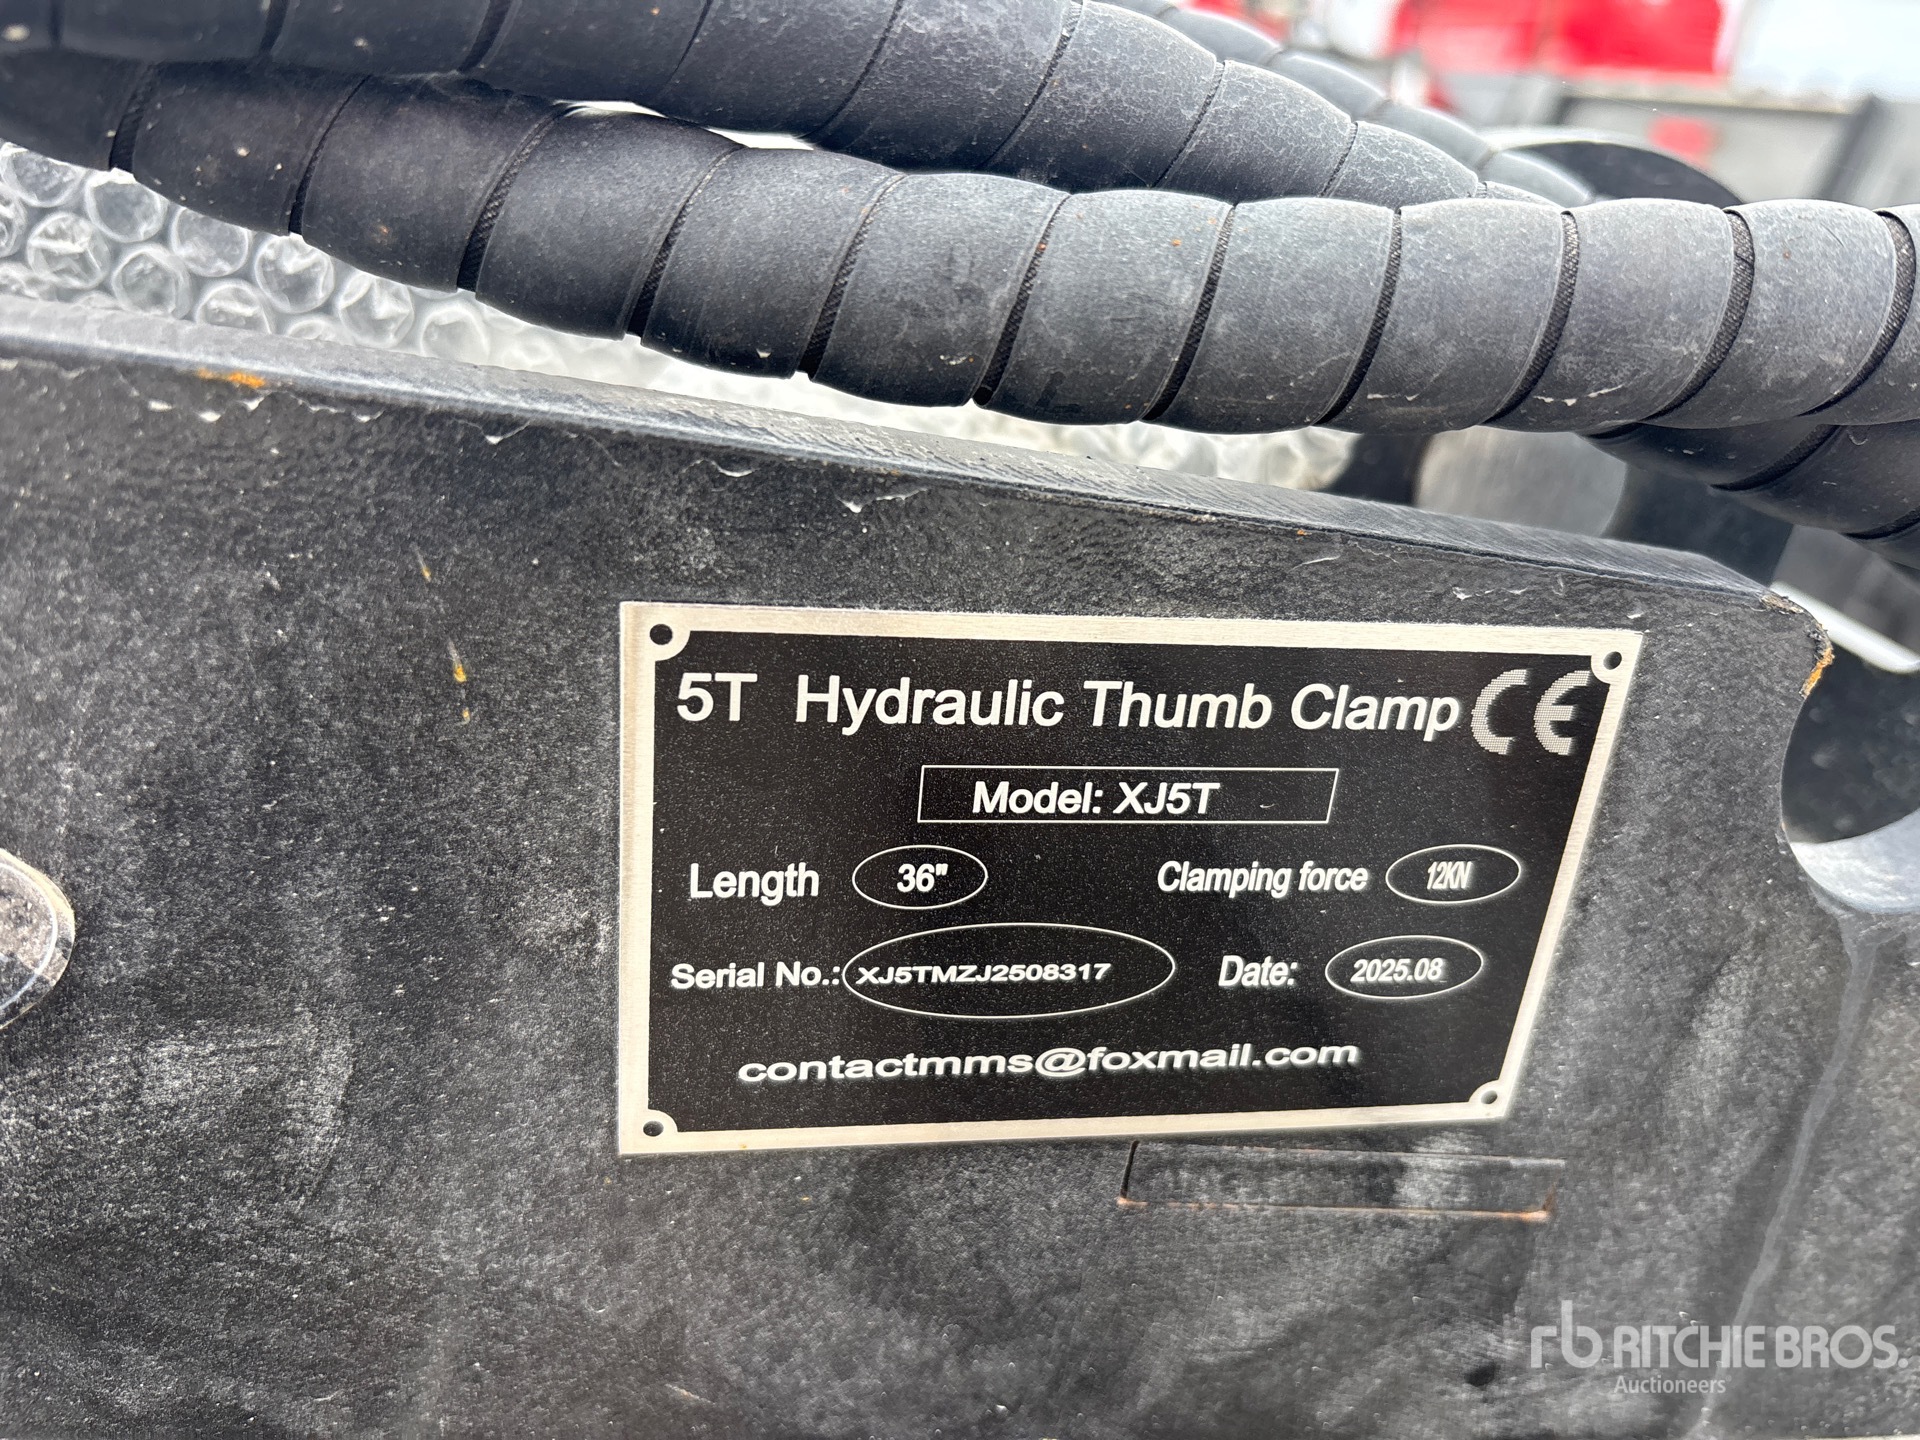 5T Hydraulic Thumb Clamp CE
Model: XJ5T
Length 36" Clamping force 12KN
Serial No.: XJ5TMZJ2508317 Date: 2025.08
contactmms@foxmail.com
rb RITCHIE BROS.
Auctioneers